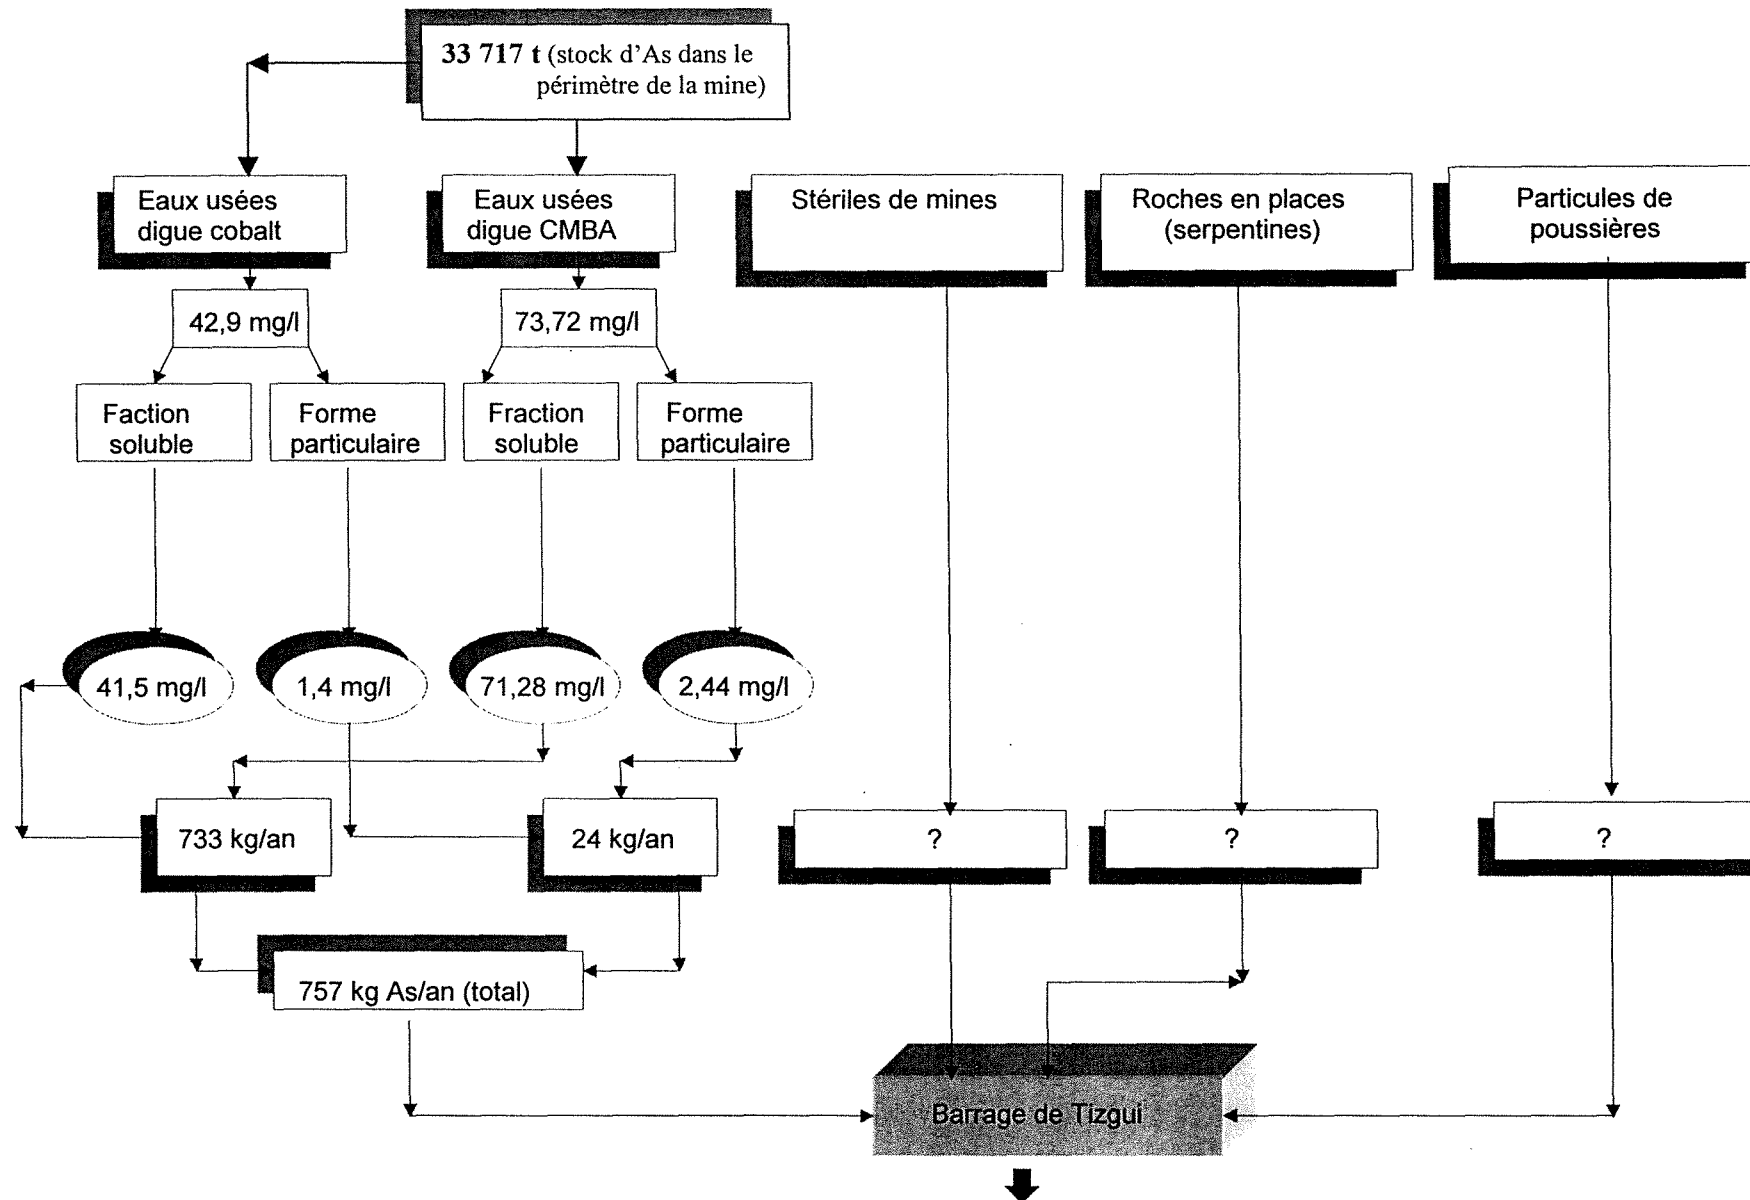 33 717 t (stock d'As dans le
périmètre de la mine)
Eaux usées
digue cobalt
Eaux usées
digue CMBA
Stériles de mines
Roches en places
(serpentines)
Particules de
poussières
42,9 mg/l
73,72 mg/l
Faction
soluble
Forme
particulaire
Fraction
soluble
Forme
particulaire
41,5 mg/l
1,4 mg/l
71,28 mg/l
2,44 mg/l
733 kg/an
24 kg/an
?
?
?
757 kg As/an (total)
Barrage de Tizgui